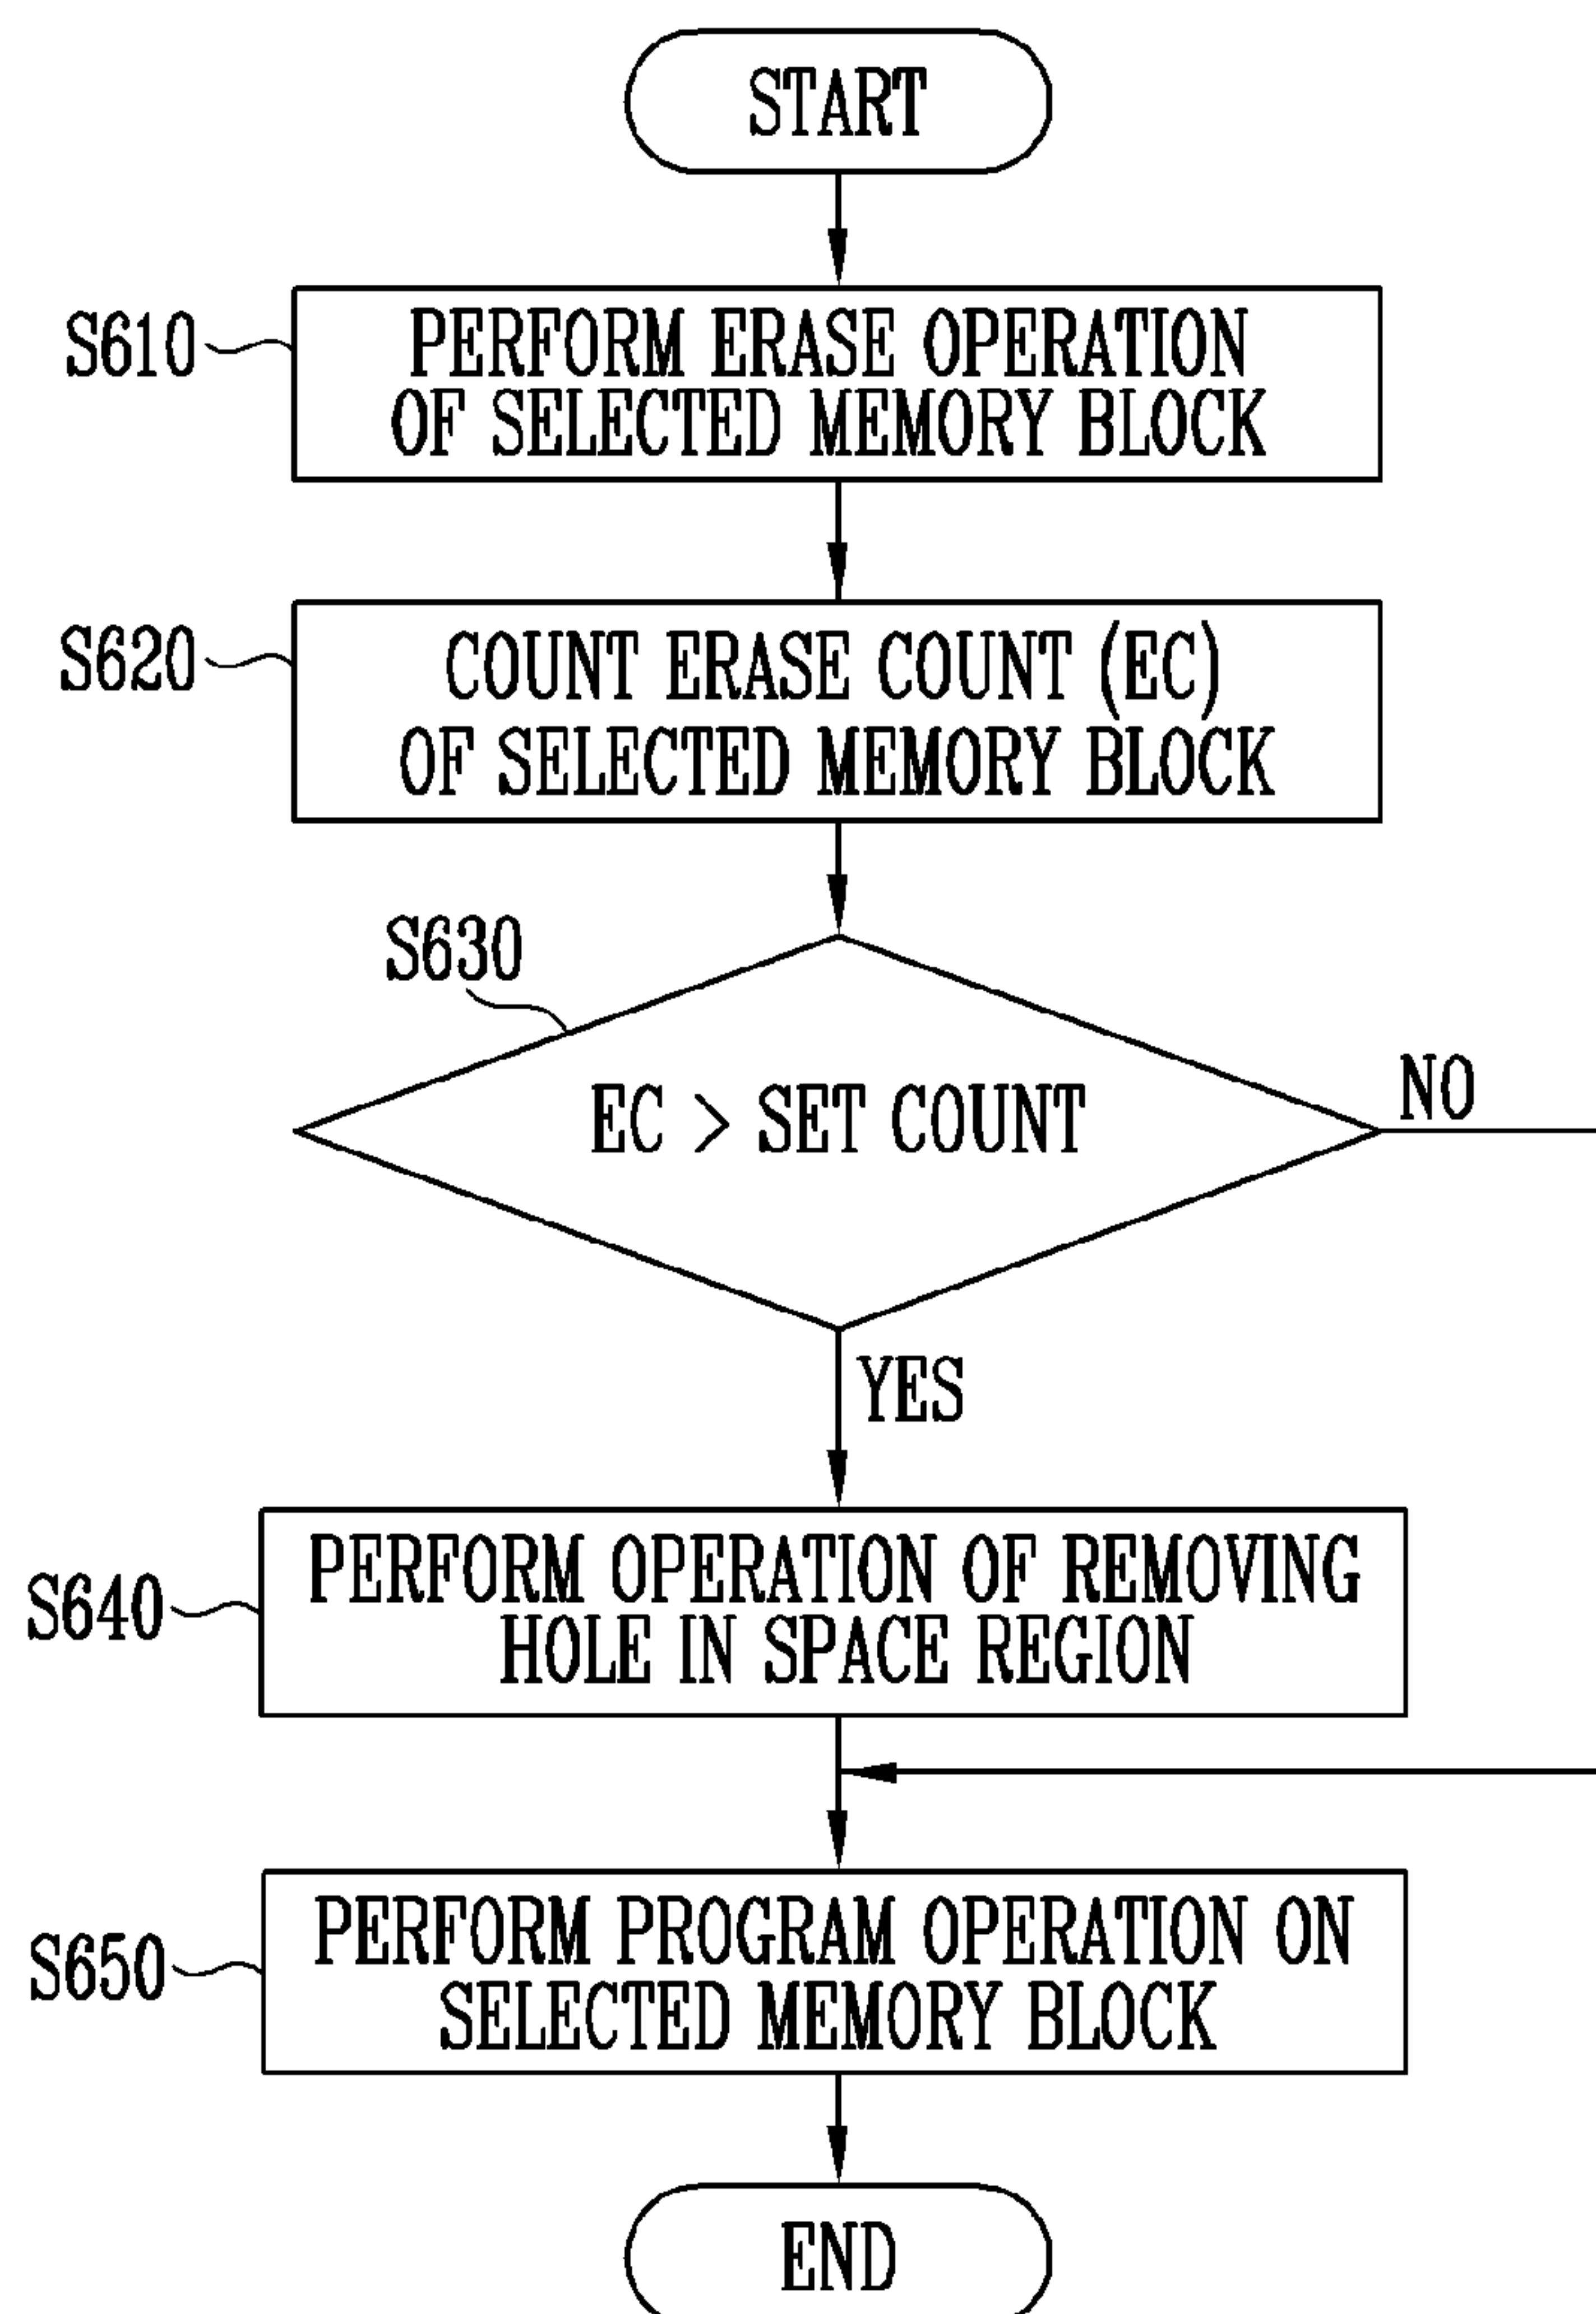 START
S610
PERFORM ERASE OPERATION
OF SELECTED MEMORY BLOCK
S620
COUNT ERASE COUNT (EC)
OF SELECTED MEMORY BLOCK
S630
EC > SET COUNT
NO
YES
S640
PERFORM OPERATION OF REMOVING
HOLE IN SPACE REGION
S650
PERFORM PROGRAM OPERATION ON
SELECTED MEMORY BLOCK
END